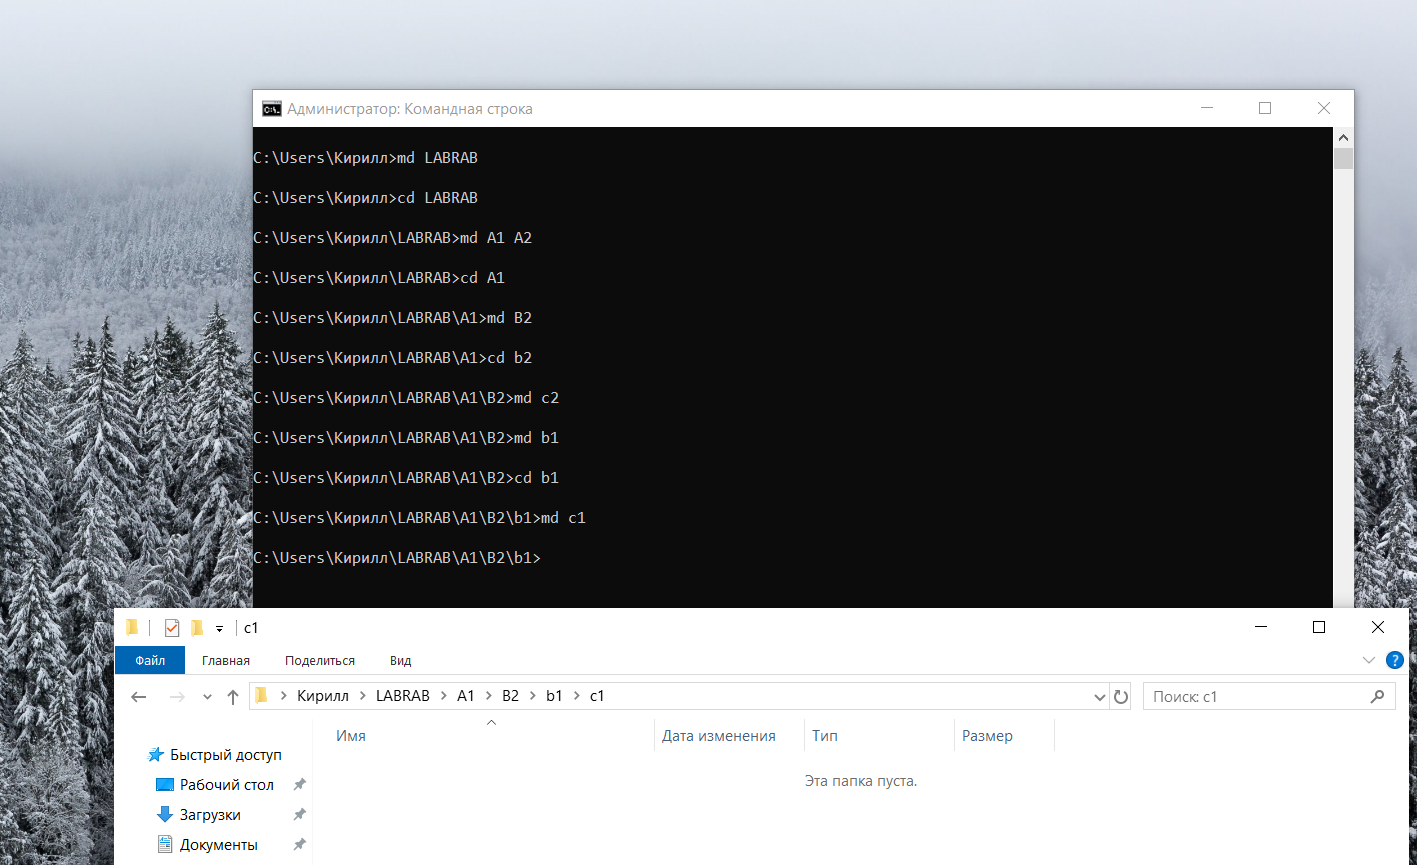 Администратор: Командная строка
C:\Users\Кирилл>md LABRAB
C:\Users\Кирилл>cd LABRAB
C:\Users\Кирилл\LABRAB>md A1 A2
C:\Users\Кирилл\LABRAB>cd A1
C:\Users\Кирилл\LABRAB\A1>md B2
C:\Users\Кирилл\LABRAB\A1>cd b2
C:\Users\Кирилл\LABRAB\A1\B2>md c2
C:\Users\Кирилл\LABRAB\A1\B2>md b1
C:\Users\Кирилл\LABRAB\A1\B2>cd b1
C:\Users\Кирилл\LABRAB\A1\B2\b1>md c1
C:\Users\Кирилл\LABRAB\A1\B2\b1>
c1
Файл Главная Поделиться Вид
Кирилл > LABRAB > A1 > B2 > b1 > c1 Поиск: c1
Имя Дата изменения Тип Размер
Эта папка пуста.
Быстрый доступ
Рабочий стол
Загрузки
Документы